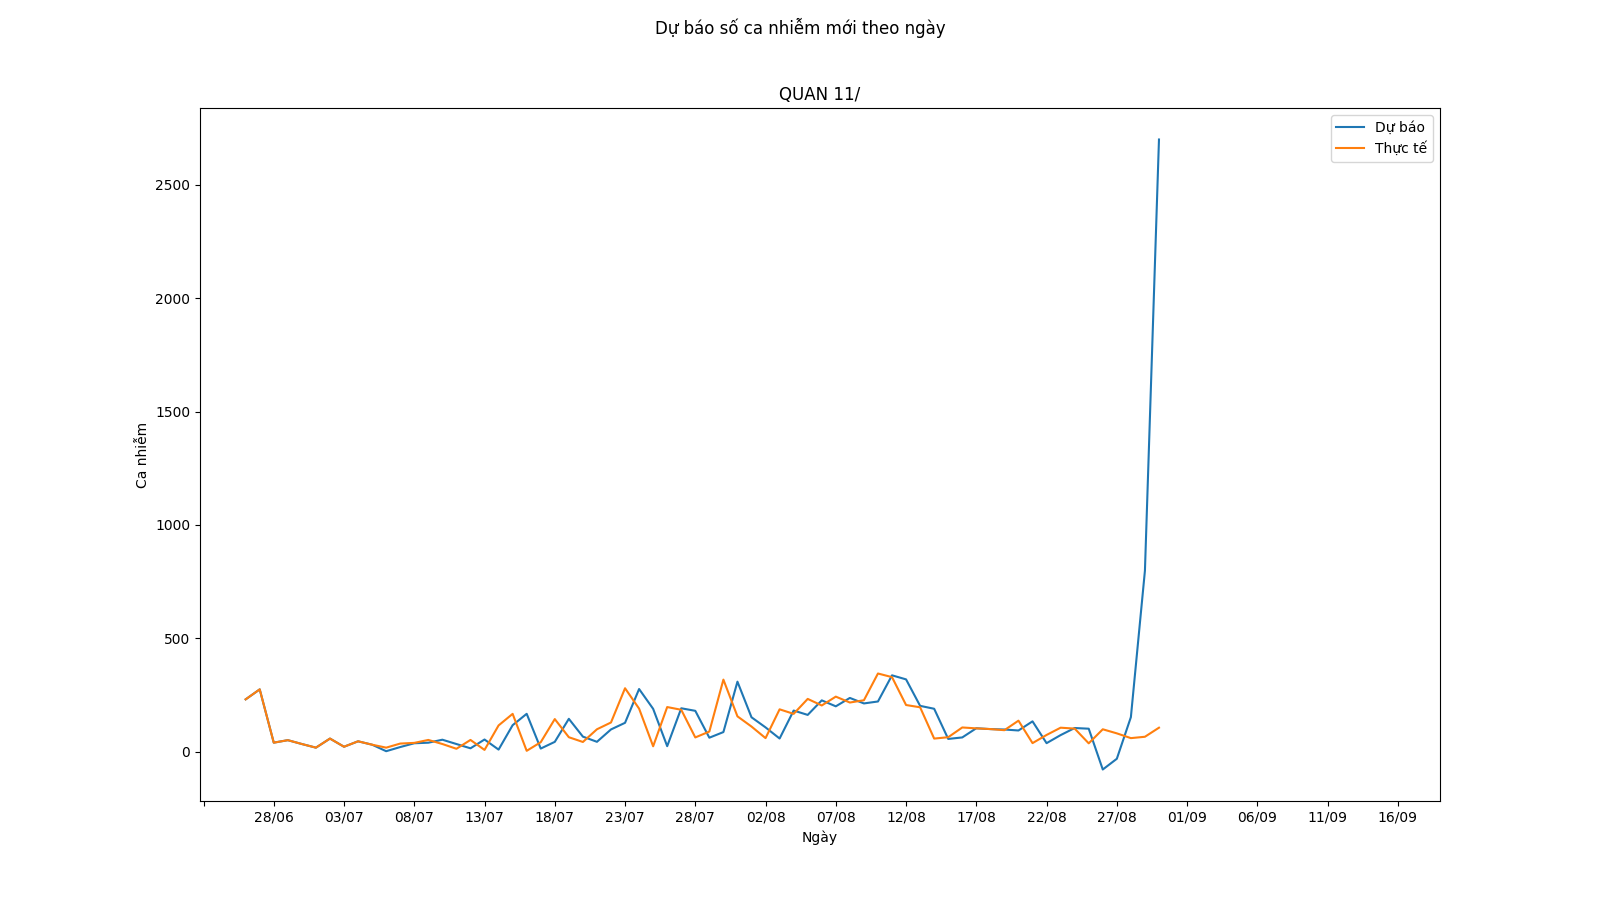 Dự báo số ca nhiễm mới theo ngày
QUAN 11/
Dự báo
Thực tế
2500
2000
1500
1000
500
0
Ca nhiễm
28/06 03/07 08/07 13/07 18/07 23/07 28/07 02/08 07/08 12/08 17/08 22/08 27/08 01/09 06/09 11/09 16/09
Ngày